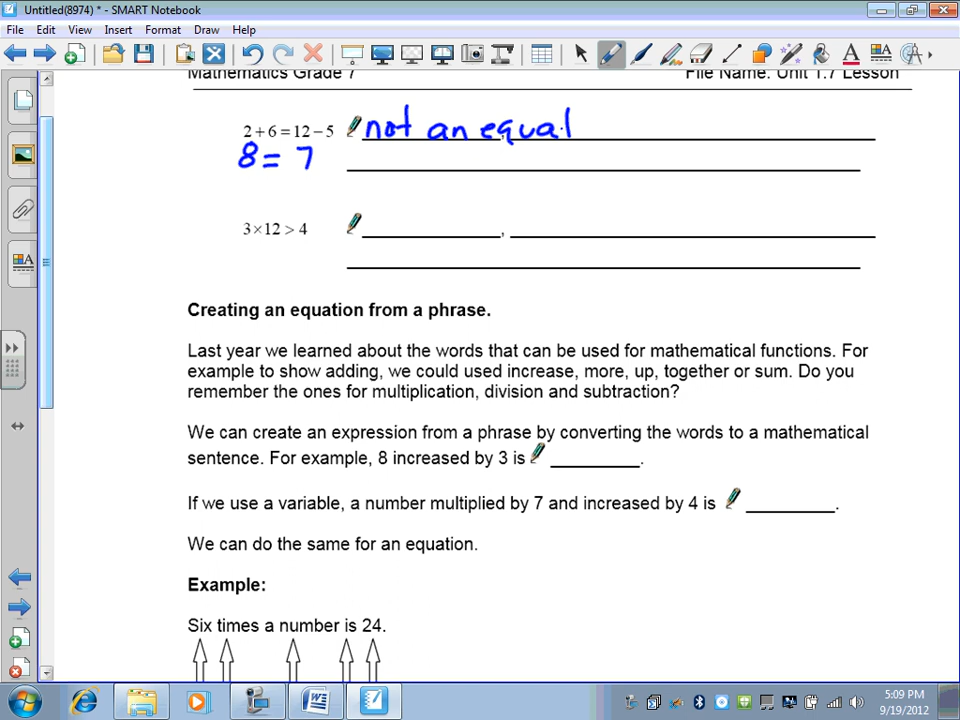 Untitled(8974) * - SMART Notebook
File Edit View Insert Format Draw Help
Mathematics Grade 7 File Name: Unit 1.7 Lesson
2 + 6 = 12 − 5 not an equal
8 = 7
3 × 12 > 4 ,
Creating an equation from a phrase.
Last year we learned about the words that can be used for mathematical functions. For
example to show adding, we could used increase, more, up, together or sum. Do you
remember the ones for multiplication, division and subtraction?
We can create an expression from a phrase by converting the words to a mathematical
sentence. For example, 8 increased by 3 is ________.
If we use a variable, a number multiplied by 7 and increased by 4 is ________.
We can do the same for an equation.
Example:
Six times a number is 24.
5:09 PM
9/19/2012